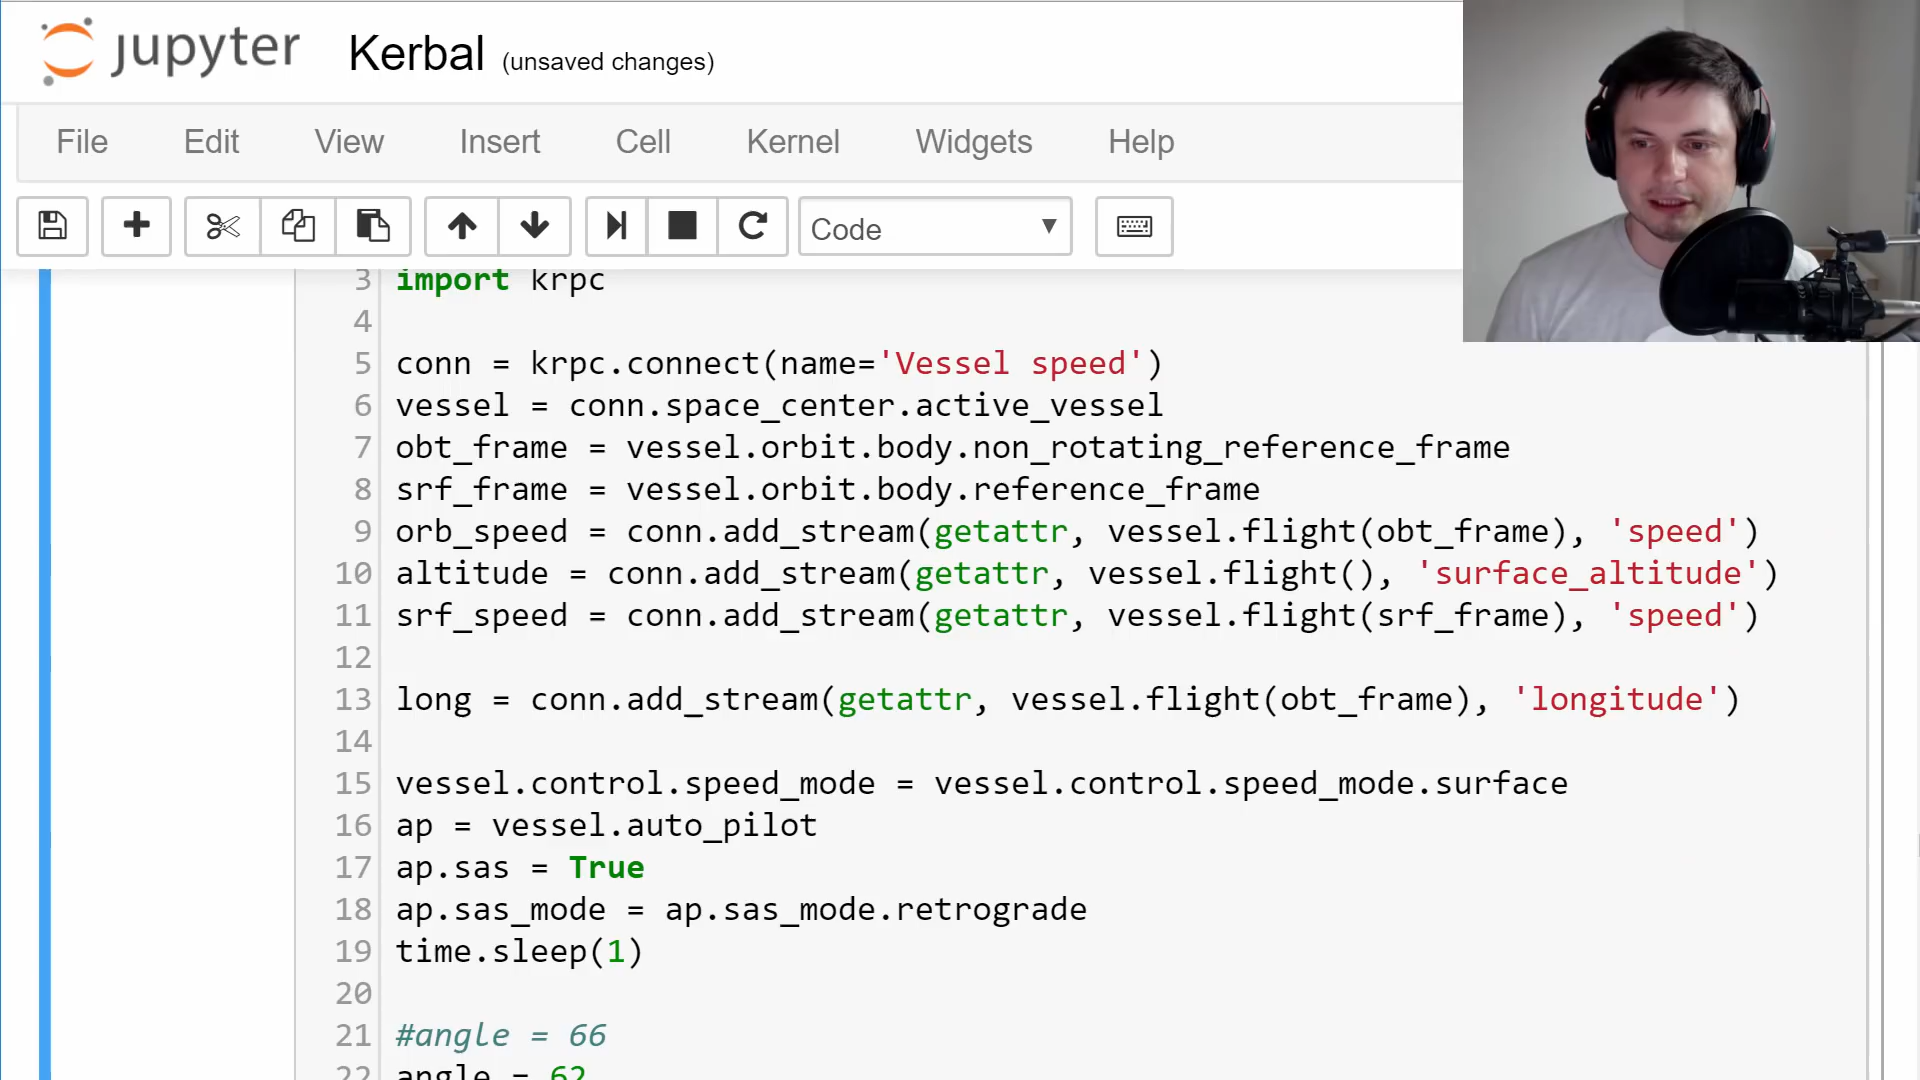 jupyter Kerbal (unsaved changes)
File Edit View Insert Cell Kernel Widgets Help
Code
3 import krpc
4
5 conn = krpc.connect(name='Vessel speed')
6 vessel = conn.space_center.active_vessel
7 obt_frame = vessel.orbit.body.non_rotating_reference_frame
8 srf_frame = vessel.orbit.body.reference_frame
9 orb_speed = conn.add_stream(getattr, vessel.flight(obt_frame), 'speed')
10 altitude = conn.add_stream(getattr, vessel.flight(), 'surface_altitude')
11 srf_speed = conn.add_stream(getattr, vessel.flight(srf_frame), 'speed')
12
13 long = conn.add_stream(getattr, vessel.flight(obt_frame), 'longitude')
14
15 vessel.control.speed_mode = vessel.control.speed_mode.surface
16 ap = vessel.auto_pilot
17 ap.sas = True
18 ap.sas_mode = ap.sas_mode.retrograde
19 time.sleep(1)
20
21 #angle = 66
22 angle = 62